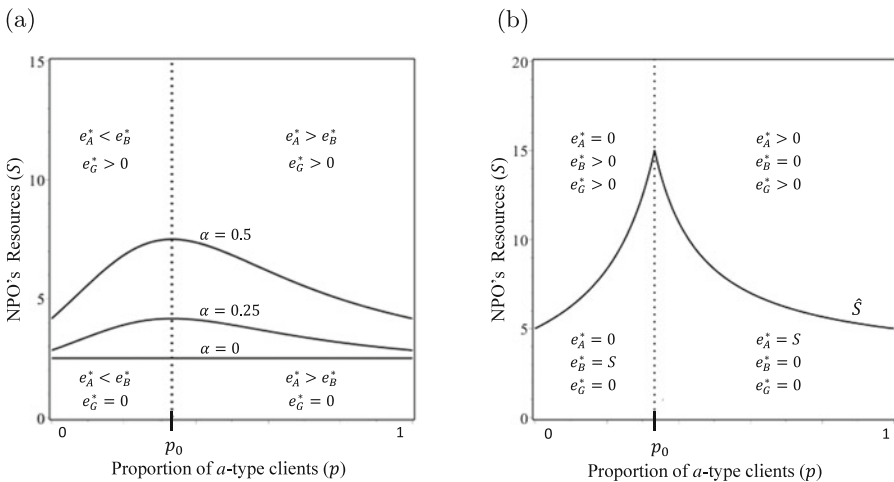 (a)
15
10
5
0
NPO's Resources (S)
e*_A < e*_B
e*_G > 0
e*_A > e*_B
e*_G > 0
α = 0.5
α = 0.25
α = 0
e*_A < e*_B
e*_G = 0
e*_A > e*_B
e*_G = 0
0
1
p₀
Proportion of a-type clients (p)
(b)
20
15
10
5
0
NPO's Resources (S)
e*_A = 0
e*_B > 0
e*_G > 0
e*_A > 0
e*_B = 0
e*_G > 0
Ŝ
e*_A = 0
e*_B = S
e*_G = 0
e*_A = S
e*_B = 0
e*_G = 0
0
1
p₀
Proportion of a-type clients (p)